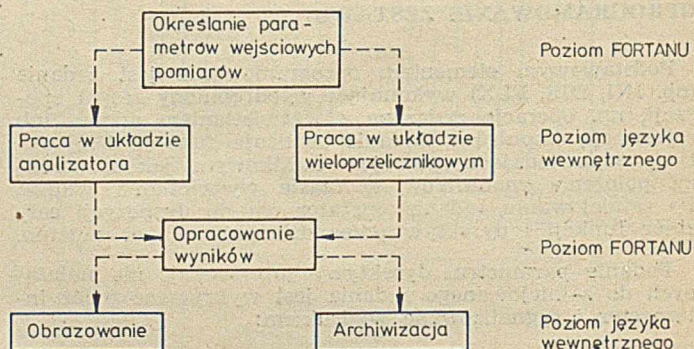 Określanie para-
metrów wejściowych
pomiarów
Poziom FORTANU
Praca w układzie
analizatora
Praca w układzie
wieloprzelicznikowym
Poziom języka
wewnętrznego
Opracowanie
wyników
Poziom FORTANU
Obrazowanie
Archiwizacja
Poziom języka
wewnętrznego